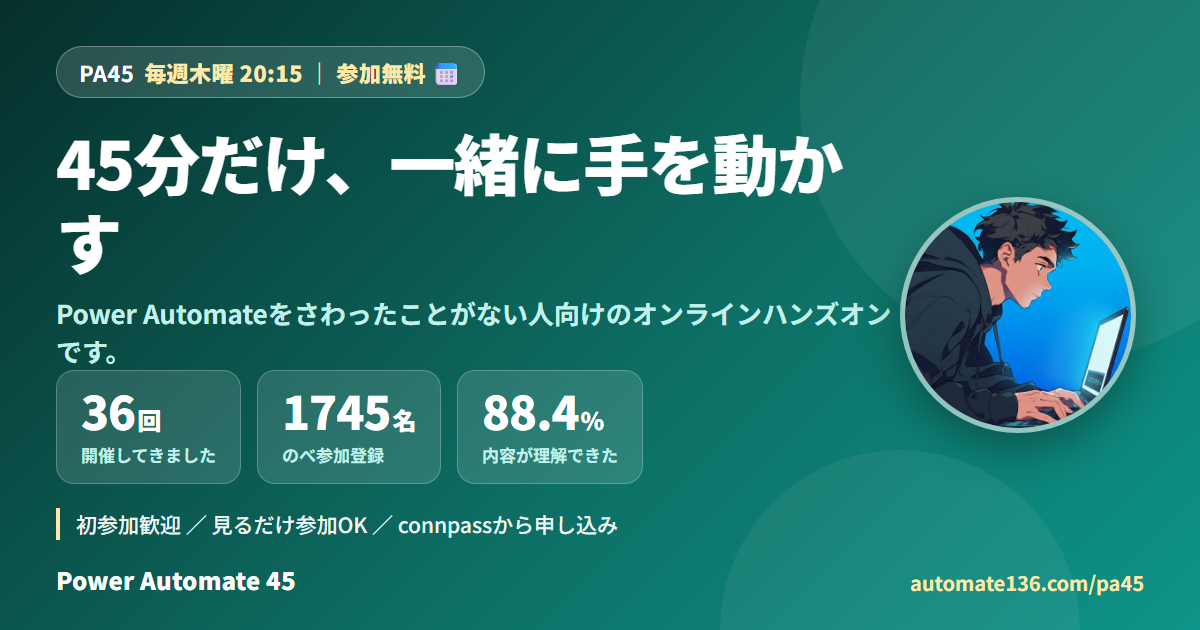 PA45 毎週木曜 20:15 ｜ 参加無料
45分だけ、一緒に手を動か
す
Power Automateをさわったことがない人向けのオンラインハンズオン
です。
36回 1745名 88.4%
開催してきました のべ参加登録 内容が理解できた
初参加歓迎 ／ 見るだけ参加OK ／ connpassから申し込み
Power Automate 45
automate136.com/pa45